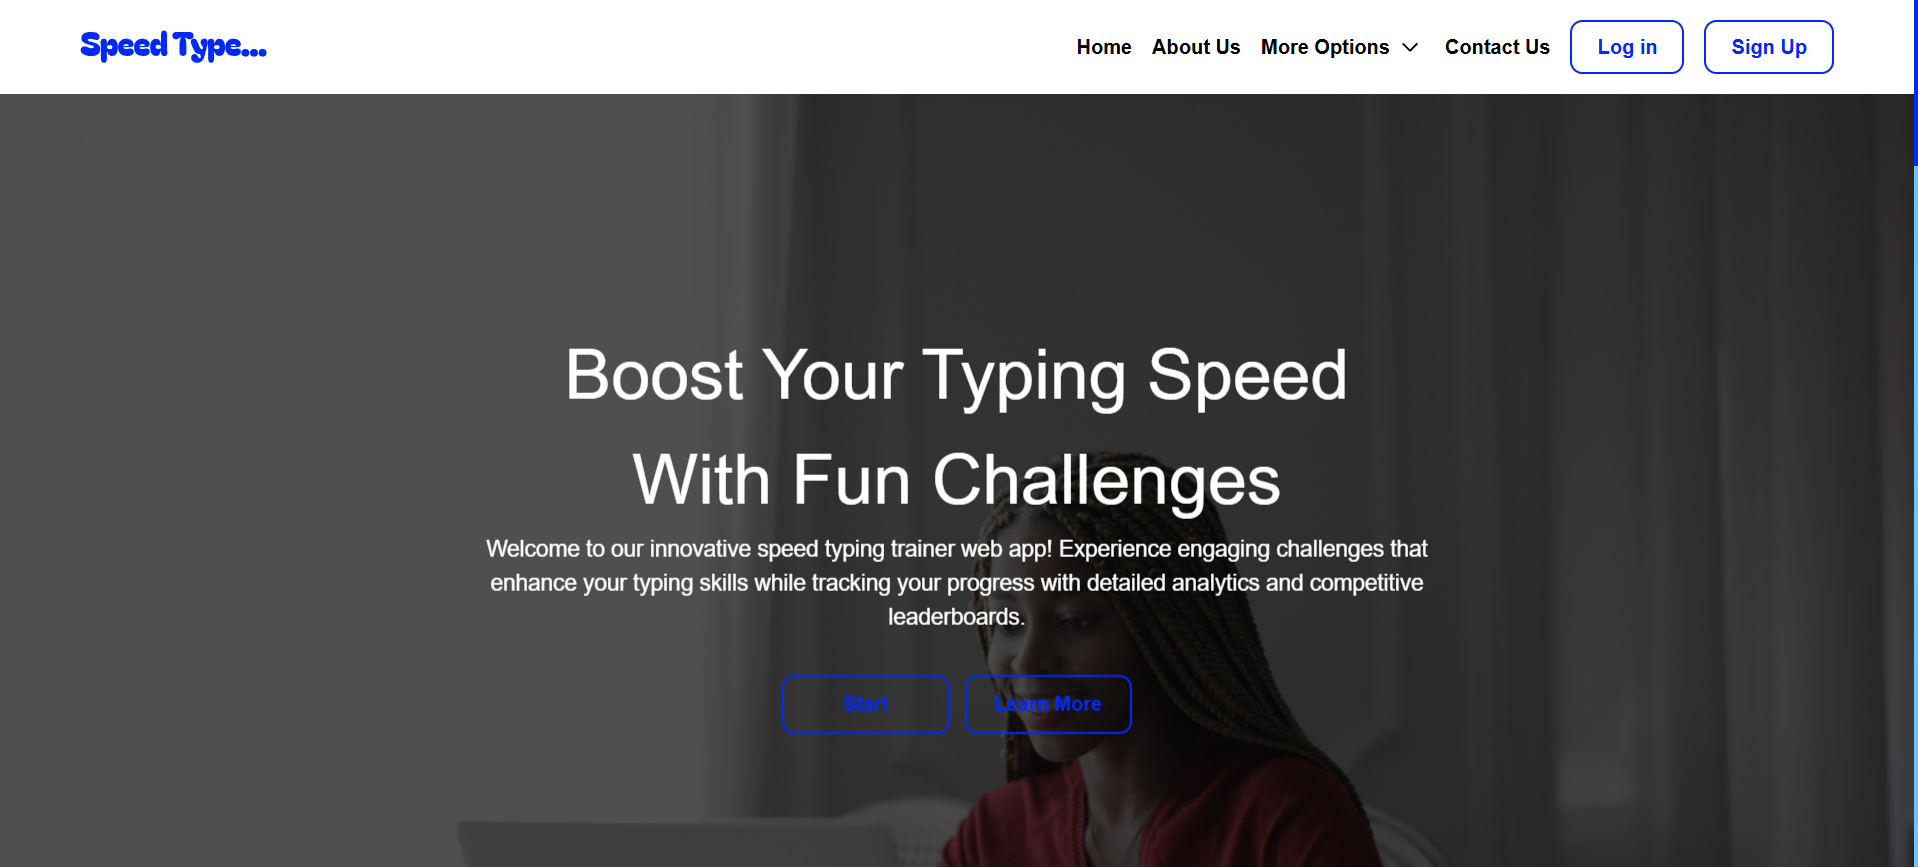 Speed Type...
Home About Us More Options Contact Us Log in Sign Up
Boost Your Typing Speed
With Fun Challenges
Welcome to our innovative speed typing trainer web app! Experience engaging challenges that
enhance your typing skills while tracking your progress with detailed analytics and competitive
leaderboards.
Start Learn More